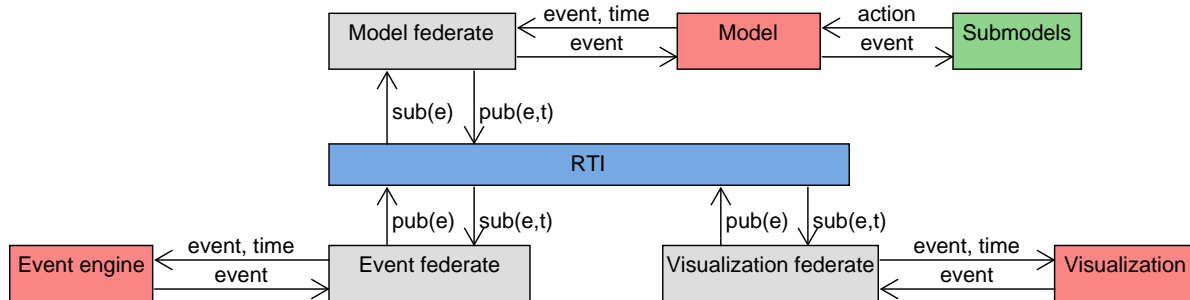 event, time
action
Model federate
Model
Submodels
event
event
sub(e)
pub(e,t)
RTI
pub(e)
sub(e,t)
pub(e)
sub(e,t)
event, time
event, time
Event engine
Event federate
Visualization federate
Visualization
event
event